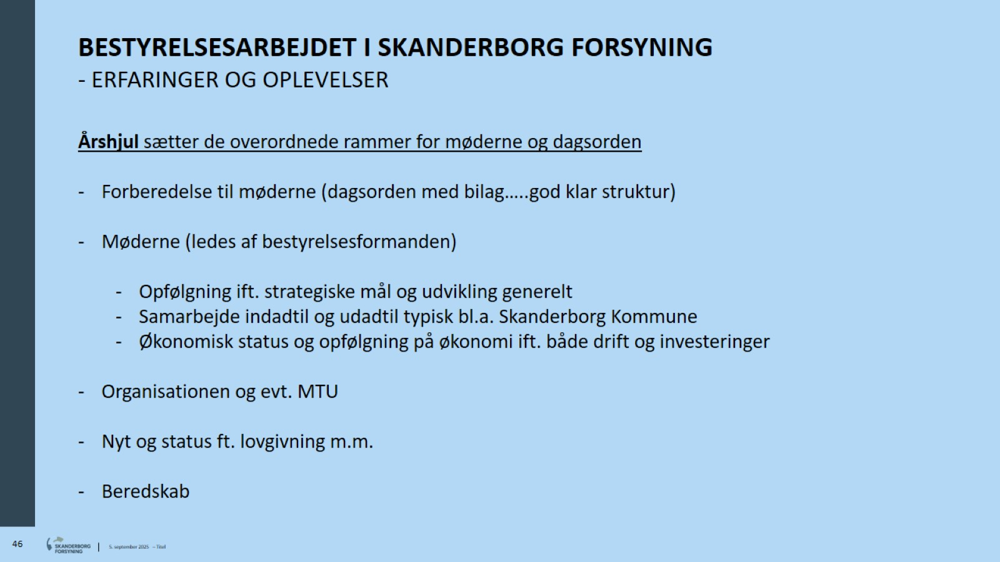 BESTYRELSESARBEJDET I SKANDERBORG FORSYNING
- ERFARINGER OG OPLEVELSER
Årshjul sætter de overordnede rammer for møderne og dagsorden
- Forberedelse til møderne (dagsorden med bilag.....god klar struktur)
- Møderne (ledes af bestyrelsesformanden)
- Opfølgning ift. strategiske mål og udvikling generelt
- Samarbejde indadtil og udadtil typisk bl.a. Skanderborg Kommune
- Økonomisk status og opfølgning på økonomi ift. både drift og investeringer
- Organisationen og evt. MTU
- Nyt og status ft. lovgivning m.m.
- Beredskab
46
SKANDERBORG
FORSYNING
| 5. september 2025 – Titel